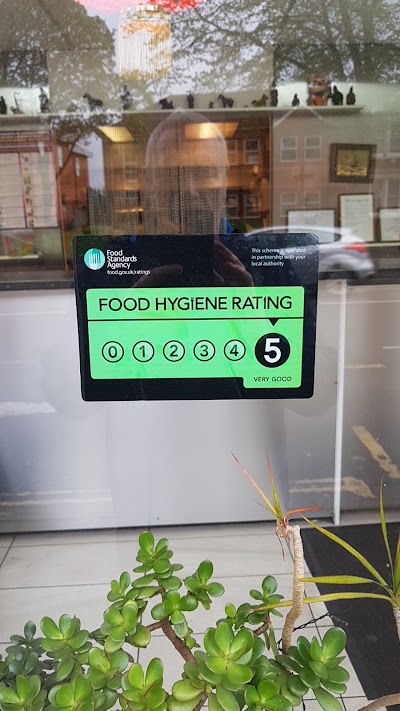 Food
Standards
Agency
food.gov.uk/ratings
This scheme is operated
in partnership with your
local authority
FOOD HYGIENE RATING
0 1 2 3 4 5
VERY GOOD